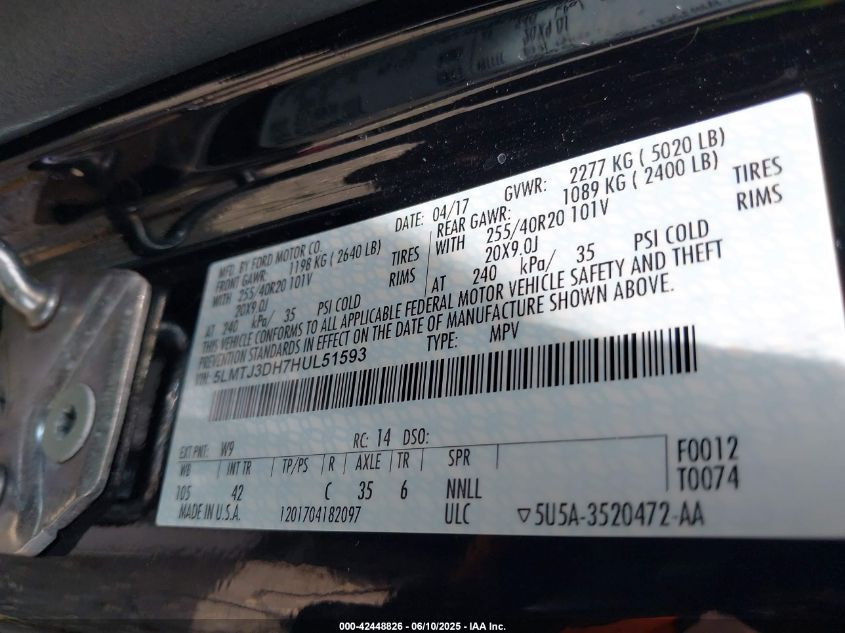 MFD. BY FORD MOTOR CO.
DATE: 04/17 GVWR: 2277 KG ( 5020 LB)
FRONT GAWR: 1198 KG ( 2640 LB)
WITH 255/40R20 101V TIRES
20X9.0J RIMS
AT 240 kPa/ 35 PSI COLD
REAR GAWR: 1089 KG ( 2400 LB)
WITH 255/40R20 101V TIRES
20X9.0J RIMS
AT 240 kPa/ 35 PSI COLD
THIS VEHICLE CONFORMS TO ALL APPLICABLE FEDERAL MOTOR VEHICLE SAFETY AND THEFT
PREVENTION STANDARDS IN EFFECT ON THE DATE OF MANUFACTURE SHOWN ABOVE.
VIN: 5LMTJ3DH7HUL51593 TYPE: MPV
EXT PNT: W9 RC: 14 DSO:
WB INT TR TP/PS R AXLE TR SPR
105 42 C 35 6 NNLL
F0012
T0074
MADE IN U.S.A. 1201704182097 ULC ▽5U5A-3520472-AA
000-42448826 - 06/10/2025 - IAA Inc.